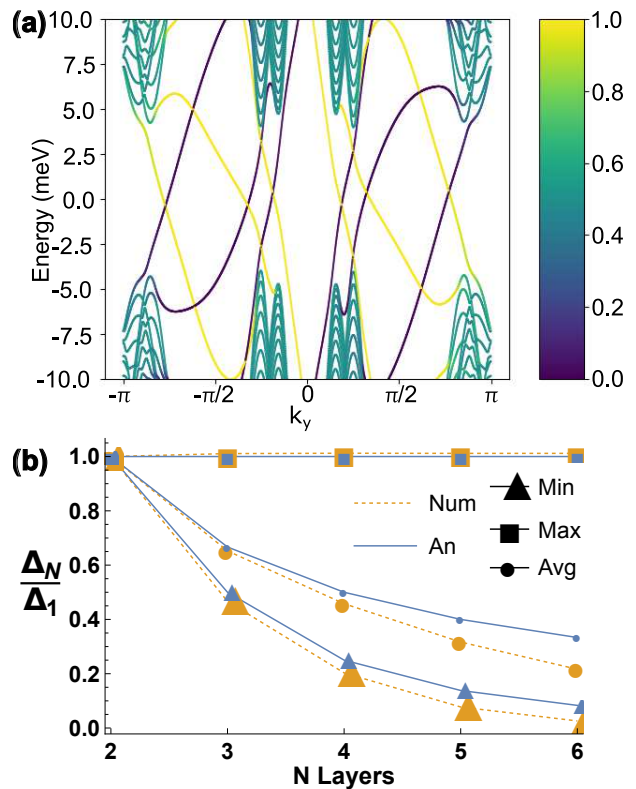 (a)
10.0
7.5
5.0
2.5
0.0
-2.5
-5.0
-7.5
-10.0
Energy (meV)
-π
-π/2
0
π/2
π
k_y
1.0
0.8
0.6
0.4
0.2
0.0
(b)
1.0
0.8
0.6
0.4
0.2
0.0
Δ_N
Δ_1
Num
An
Min
Max
Avg
2
3
4
5
6
N Layers